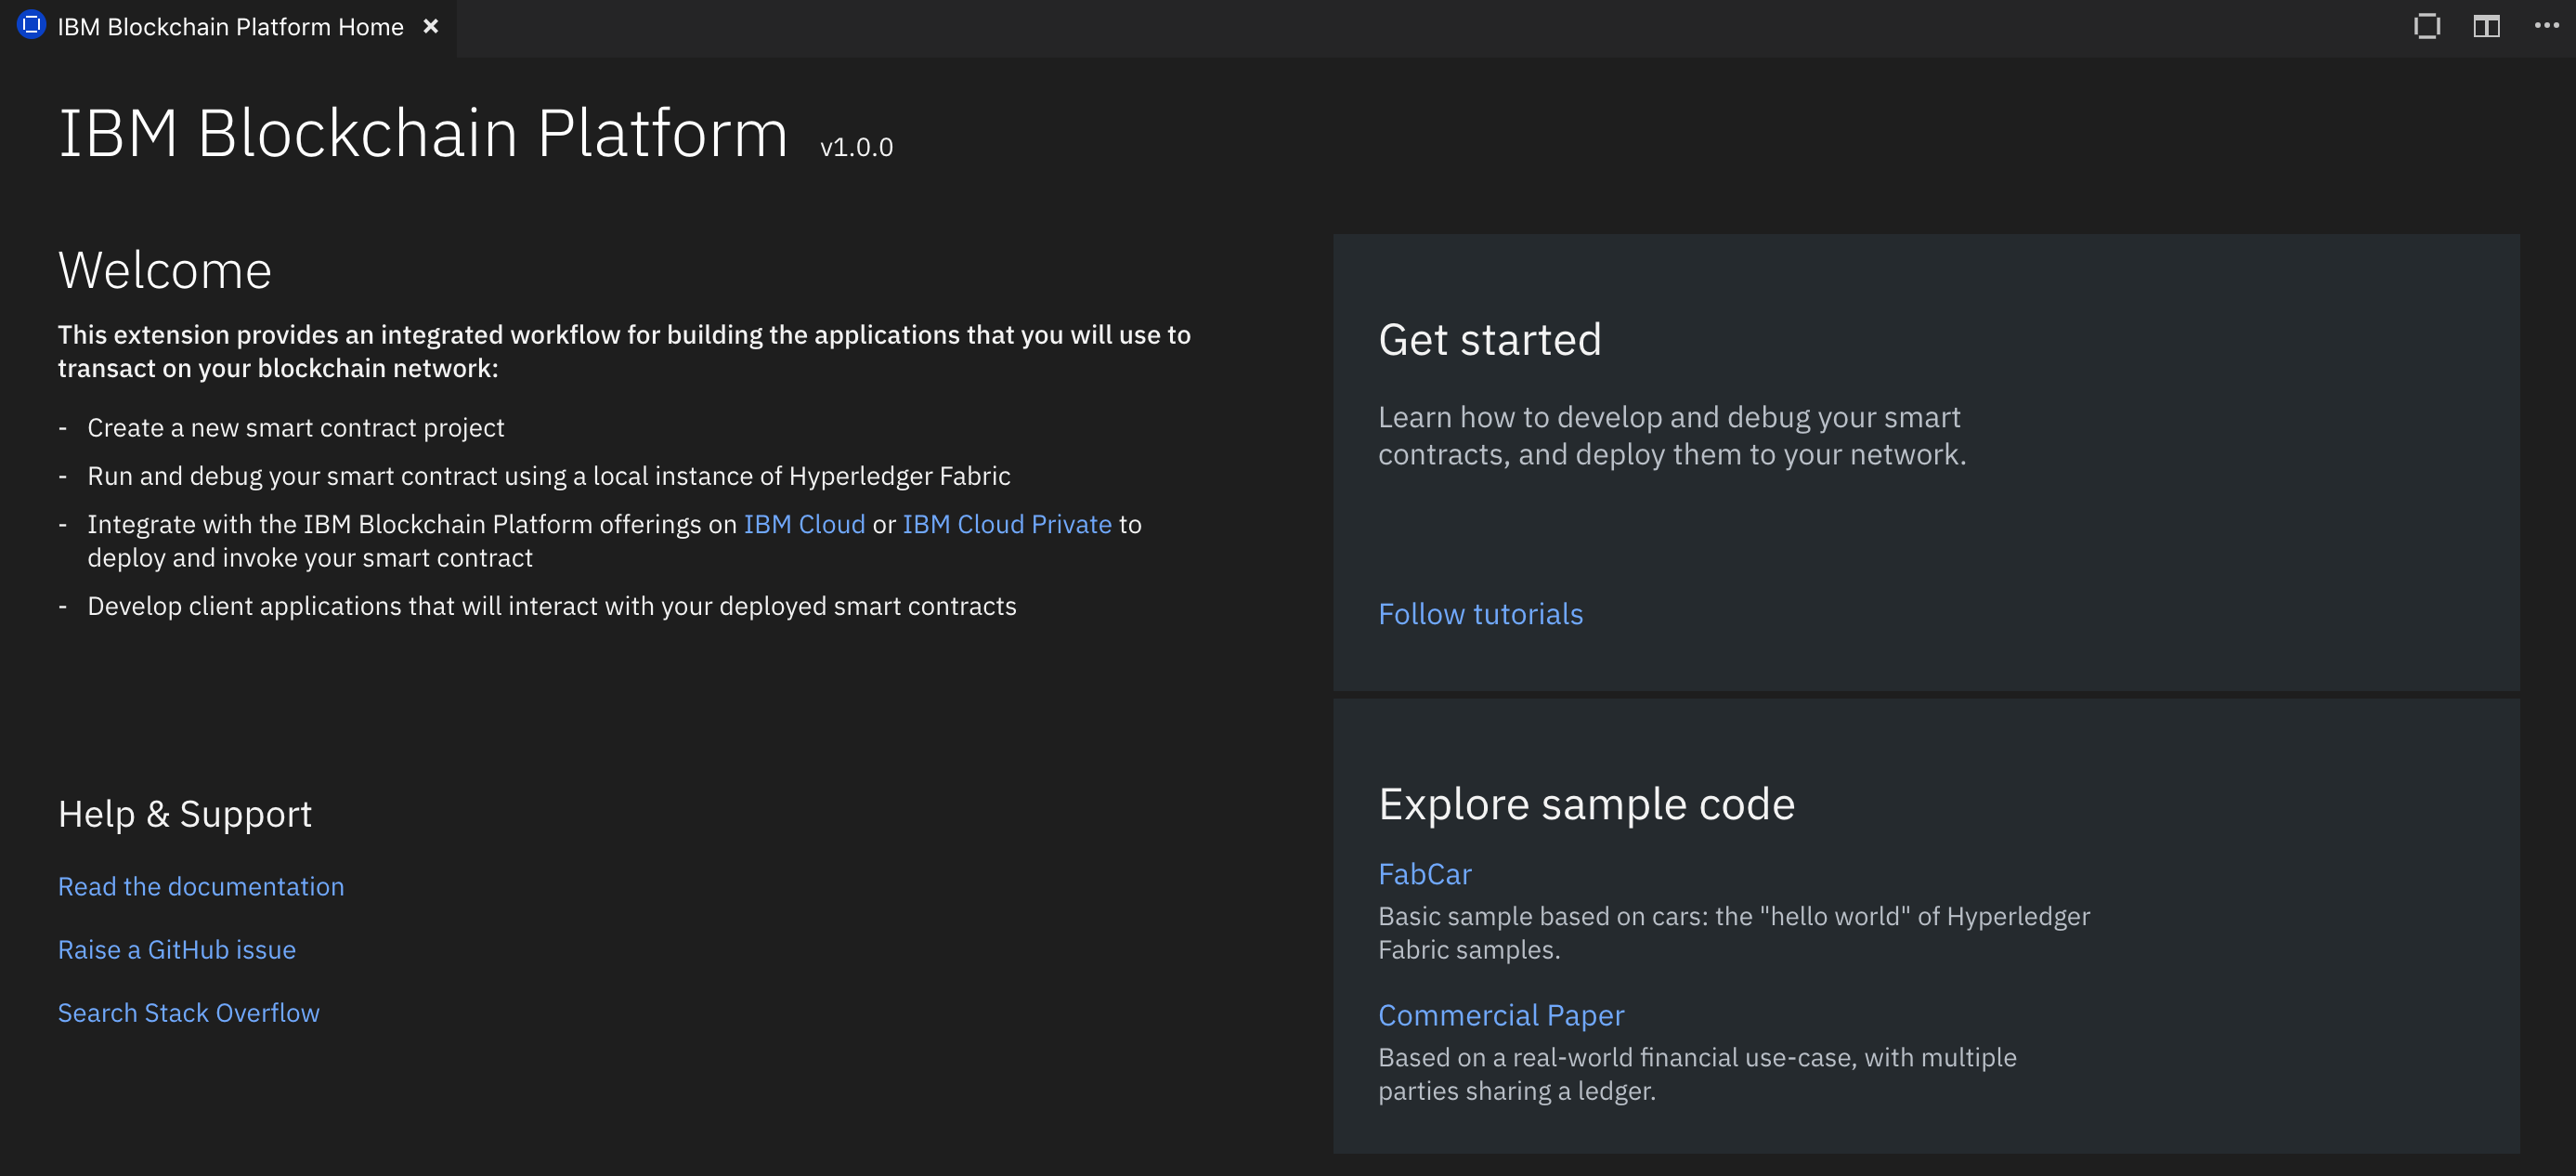 IBM Blockchain Platform Home
IBM Blockchain Platform v1.0.0
Welcome
This extension provides an integrated workflow for building the applications that you will use to
transact on your blockchain network:
- Create a new smart contract project
- Run and debug your smart contract using a local instance of Hyperledger Fabric
- Integrate with the IBM Blockchain Platform offerings on IBM Cloud or IBM Cloud Private to
deploy and invoke your smart contract
- Develop client applications that will interact with your deployed smart contracts
Help & Support
Read the documentation
Raise a GitHub issue
Search Stack Overflow
Get started
Learn how to develop and debug your smart
contracts, and deploy them to your network.
Follow tutorials
Explore sample code
FabCar
Basic sample based on cars: the "hello world" of Hyperledger
Fabric samples.
Commercial Paper
Based on a real-world financial use-case, with multiple
parties sharing a ledger.